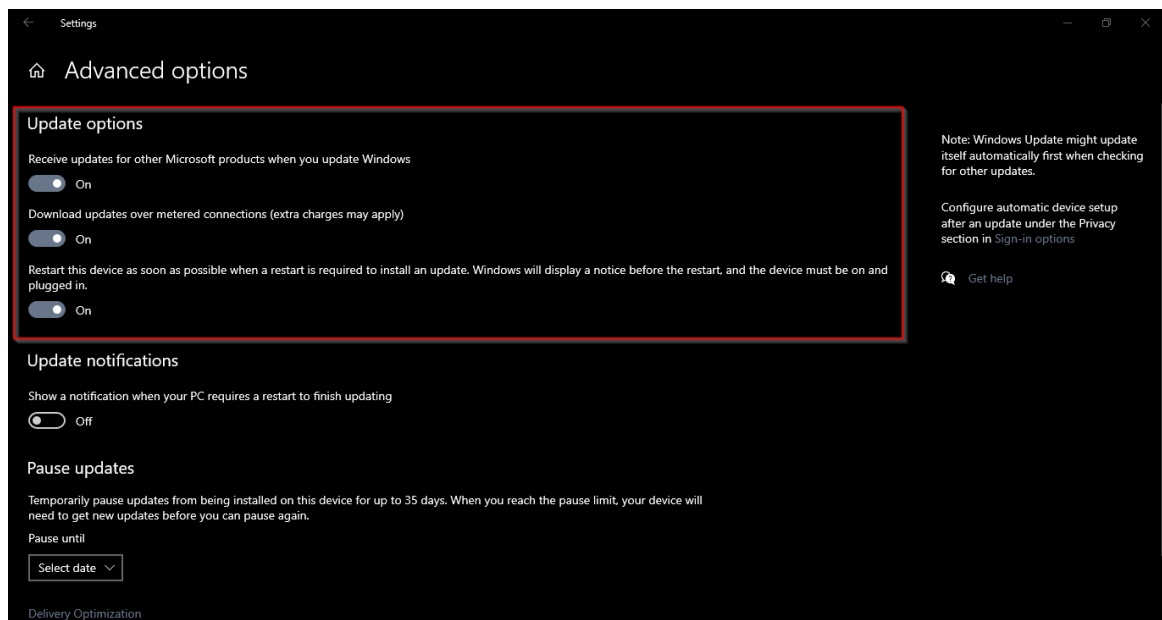 Settings
Advanced options
Update options
Receive updates for other Microsoft products when you update Windows
On
Download updates over metered connections (extra charges may apply)
On
Restart this device as soon as possible when a restart is required to install an update. Windows will display a notice before the restart, and the device must be on and
plugged in.
On
Update notifications
Show a notification when your PC requires a restart to finish updating
Off
Pause updates
Temporarily pause updates from being installed on this device for up to 35 days. When you reach the pause limit, your device will
need to get new updates before you can pause again.
Pause until
Select date
Delivery Optimization
Note: Windows Update might update
itself automatically first when checking
for other updates.
Configure automatic device setup
after an update under the Privacy
section in Sign-in options
Get help